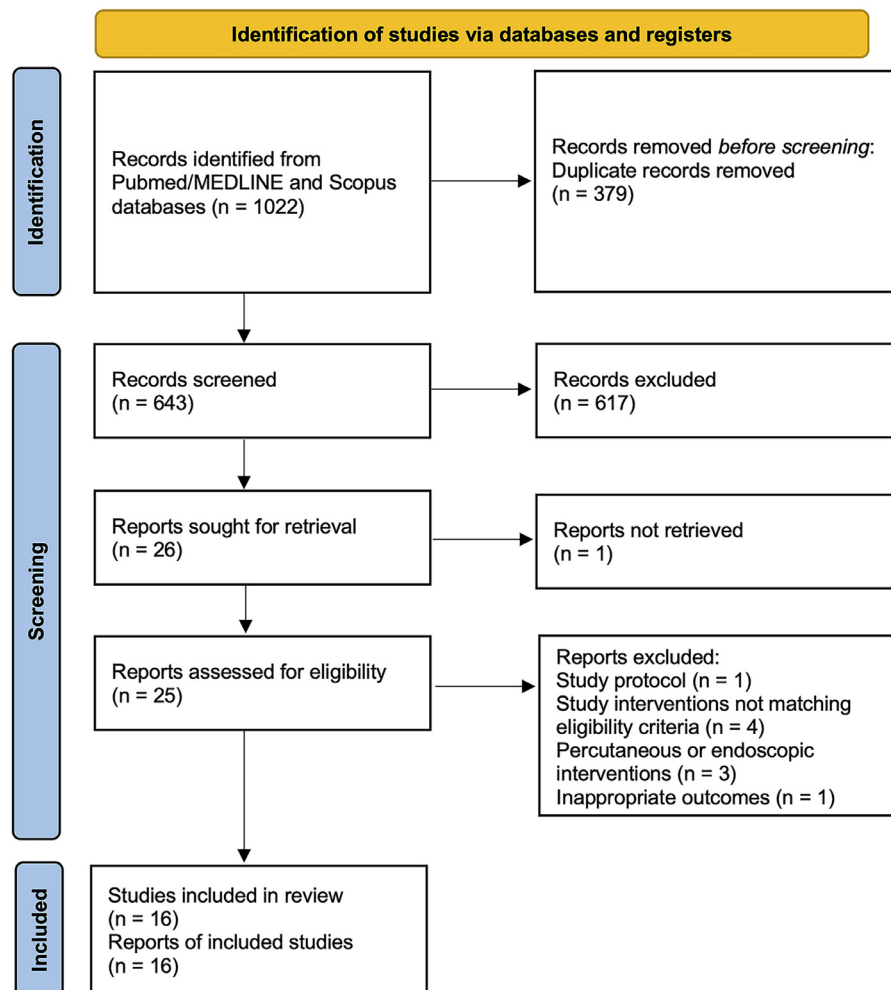 Identification of studies via databases and registers
Identification
Records identified from
Pubmed/MEDLINE and Scopus
databases (n = 1022)
Records removed before screening:
Duplicate records removed
(n = 379)
Screening
Records screened
(n = 643)
Records excluded
(n = 617)
Reports sought for retrieval
(n = 26)
Reports not retrieved
(n = 1)
Reports assessed for eligibility
(n = 25)
Reports excluded:
Study protocol (n = 1)
Study interventions not matching
eligibility criteria (n = 4)
Percutaneous or endoscopic
interventions (n = 3)
Inappropriate outcomes (n = 1)
Included
Studies included in review
(n = 16)
Reports of included studies
(n = 16)